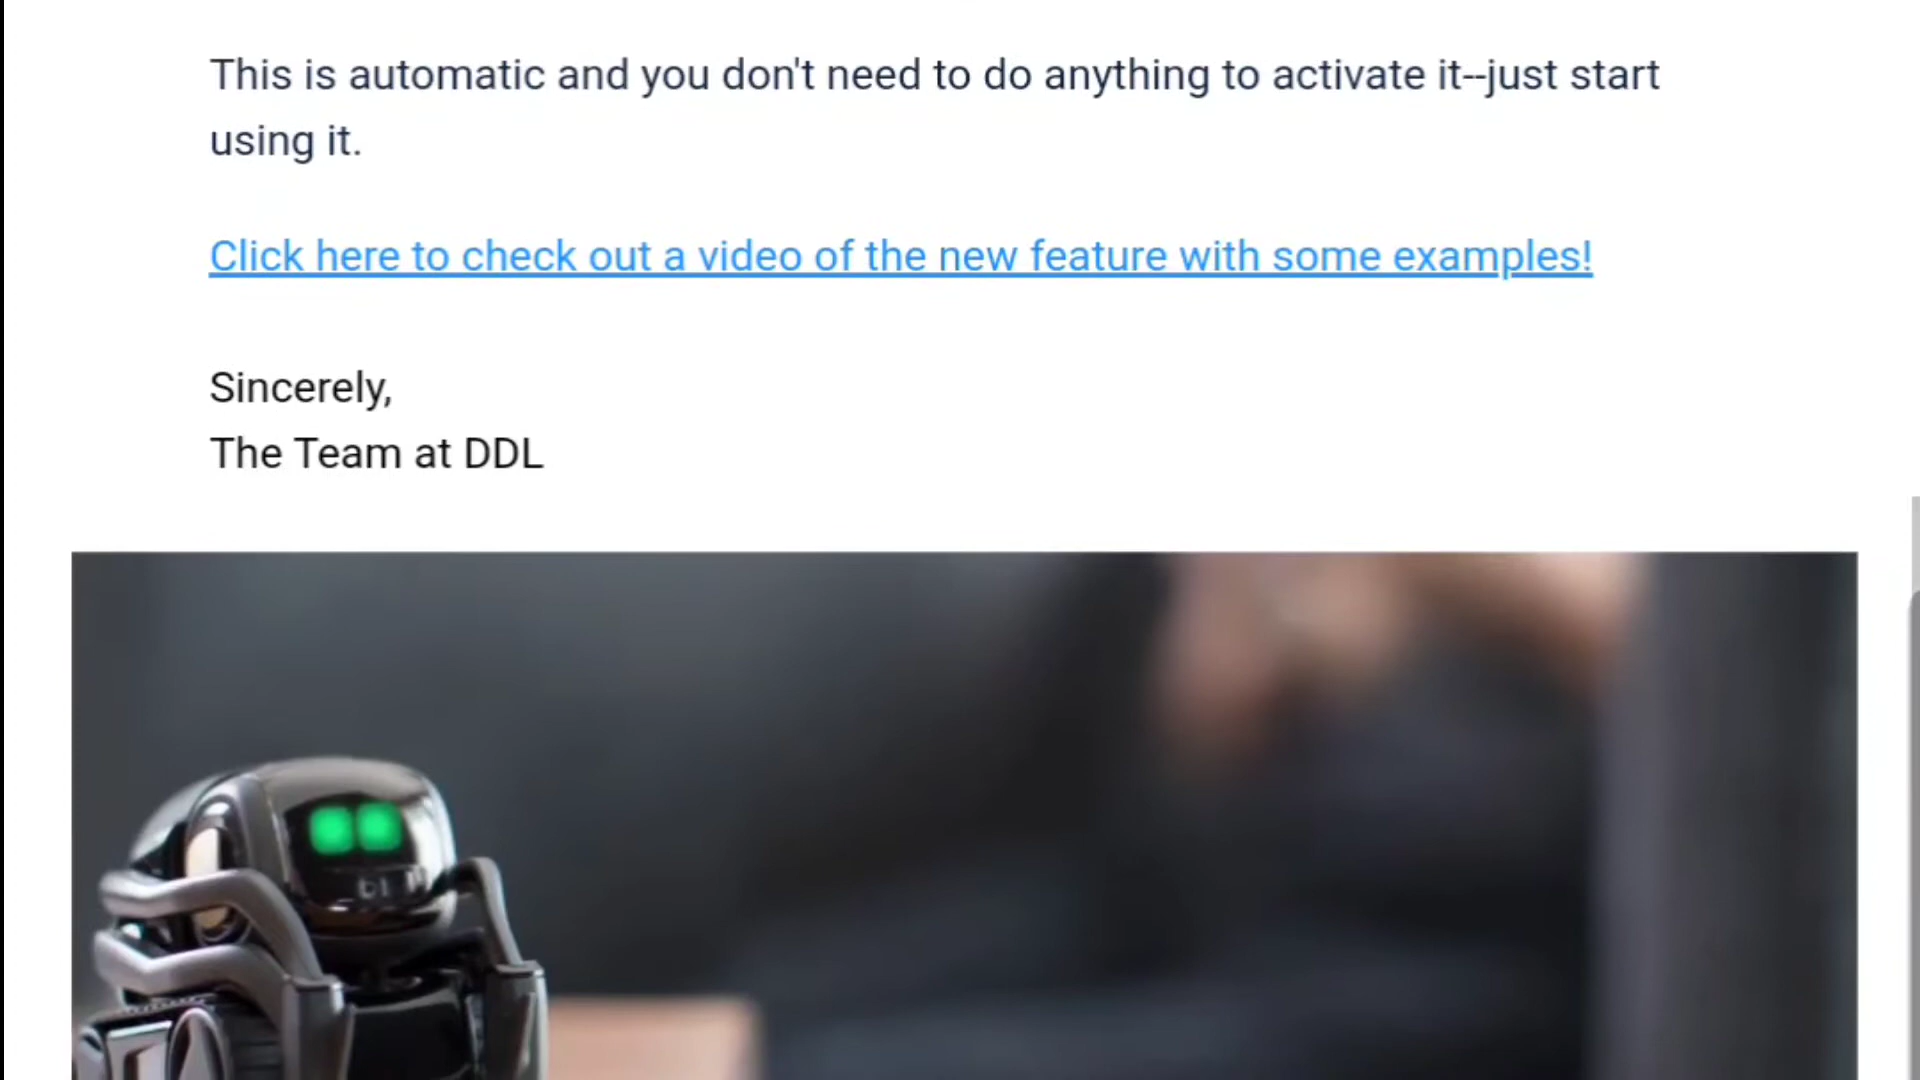 This is automatic and you don't need to do anything to activate it--just start
using it.
Click here to check out a video of the new feature with some examples!
Sincerely,
The Team at DDL